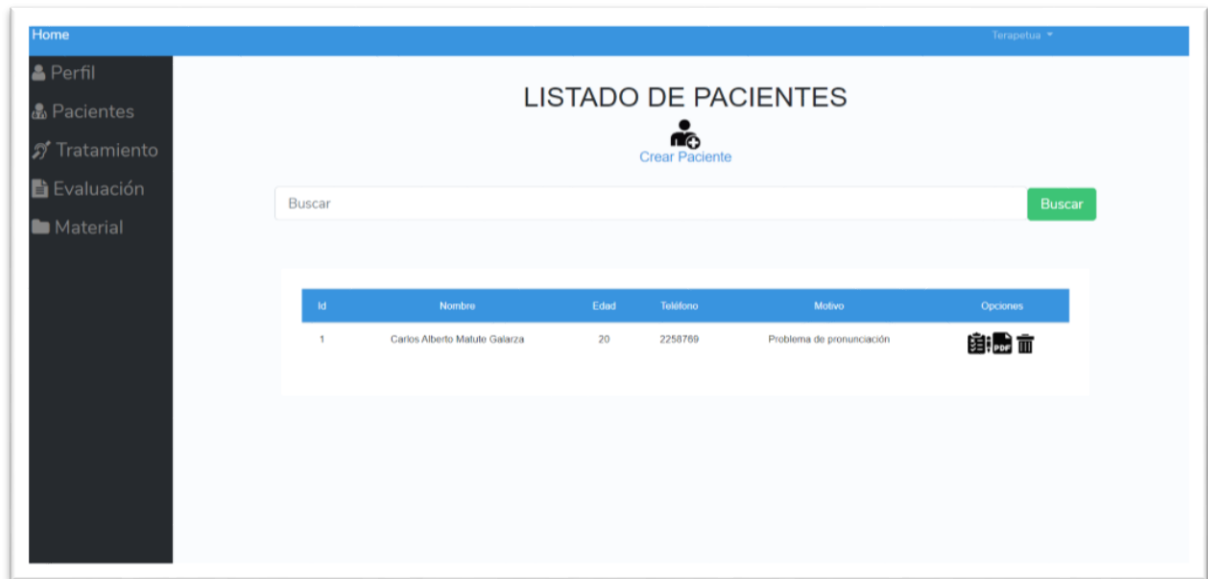 Home Terapetua
Perfil
Pacientes
Tratamiento
Evaluación
Material
LISTADO DE PACIENTES
Crear Paciente
Buscar Buscar
Id Nombre Edad Teléfono Motivo Opciones
1 Carlos Alberto Matute Galarza 20 2258769 Problema de pronunciación PDF